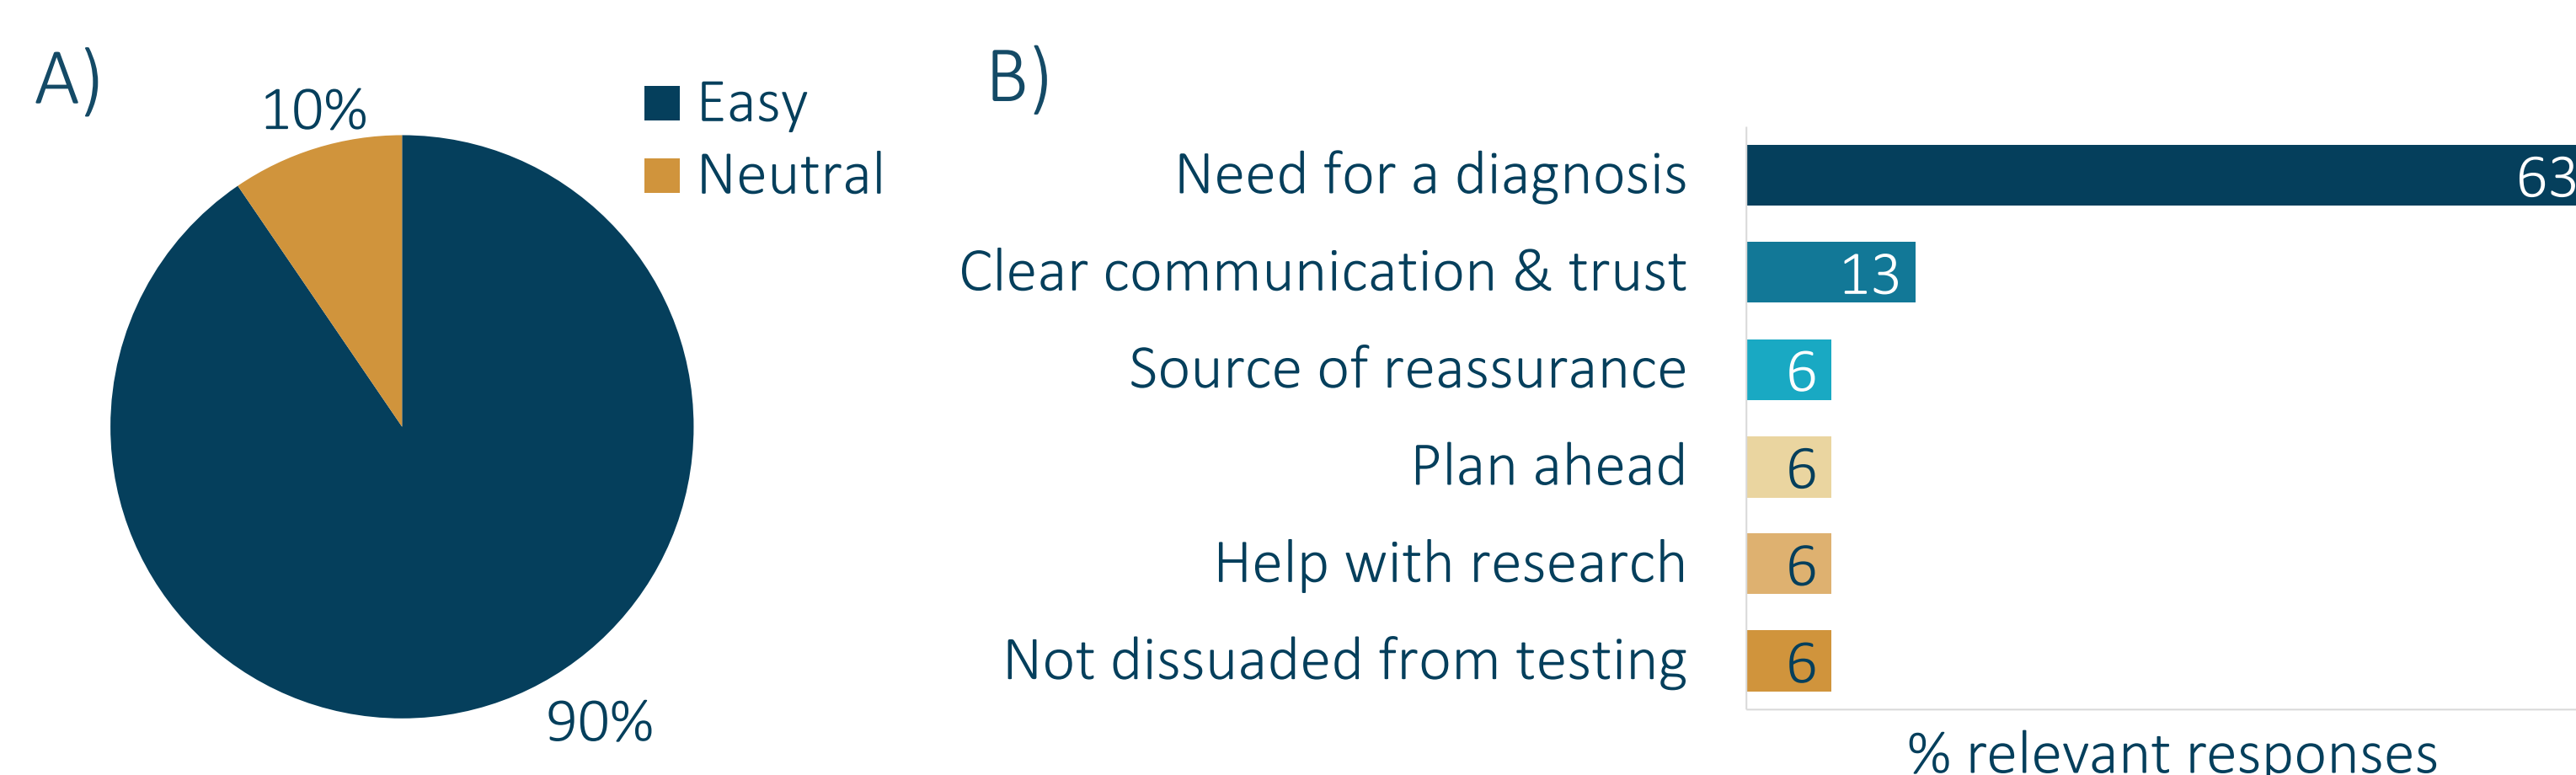 A)
10%
90%
Easy
Neutral
B)
Need for a diagnosis 63
Clear communication & trust 13
Source of reassurance 6
Plan ahead 6
Help with research 6
Not dissuaded from testing 6
% relevant responses